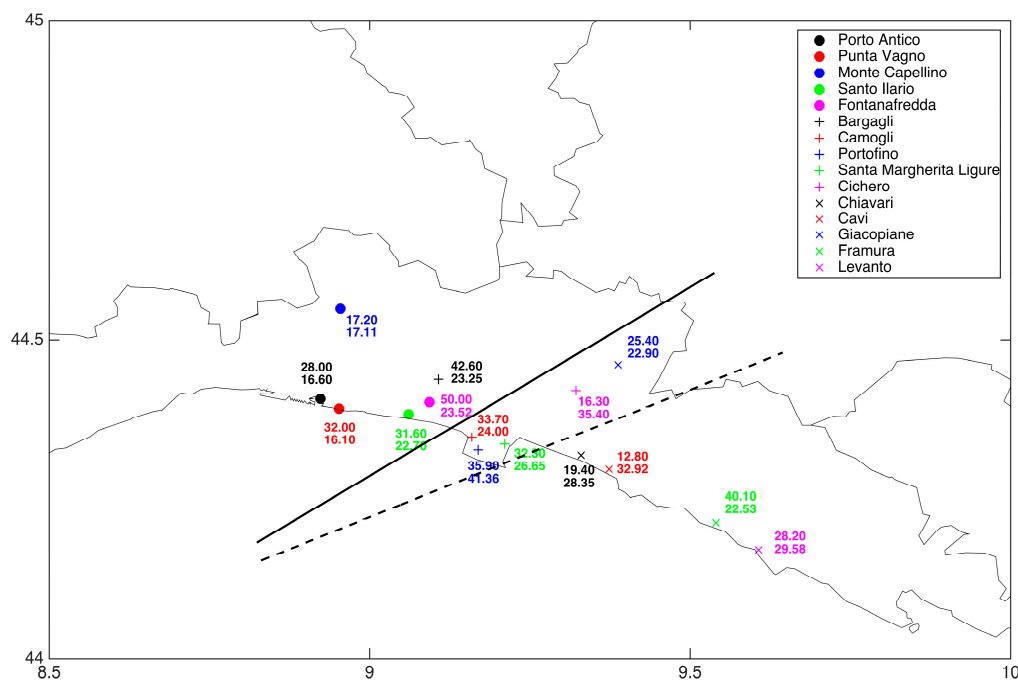 45
44.5
44
8.5
9
9.5
10
Porto Antico
Punta Vagno
Monte Capellino
Santo Ilario
Fontanafredda
Bargagli
Camogli
Portofino
Santa Margherita Ligure
Cichero
Chiavari
Cavi
Giacopiane
Framura
Levanto
17.20
17.11
25.40
22.90
28.00
16.60
42.60
23.25
50.00
23.52
16.30
35.40
33.70
24.00
32.00
16.10
31.60
22.70
32.50
26.65
35.90
41.36
19.40
28.35
12.80
32.92
40.10
22.53
28.20
29.58